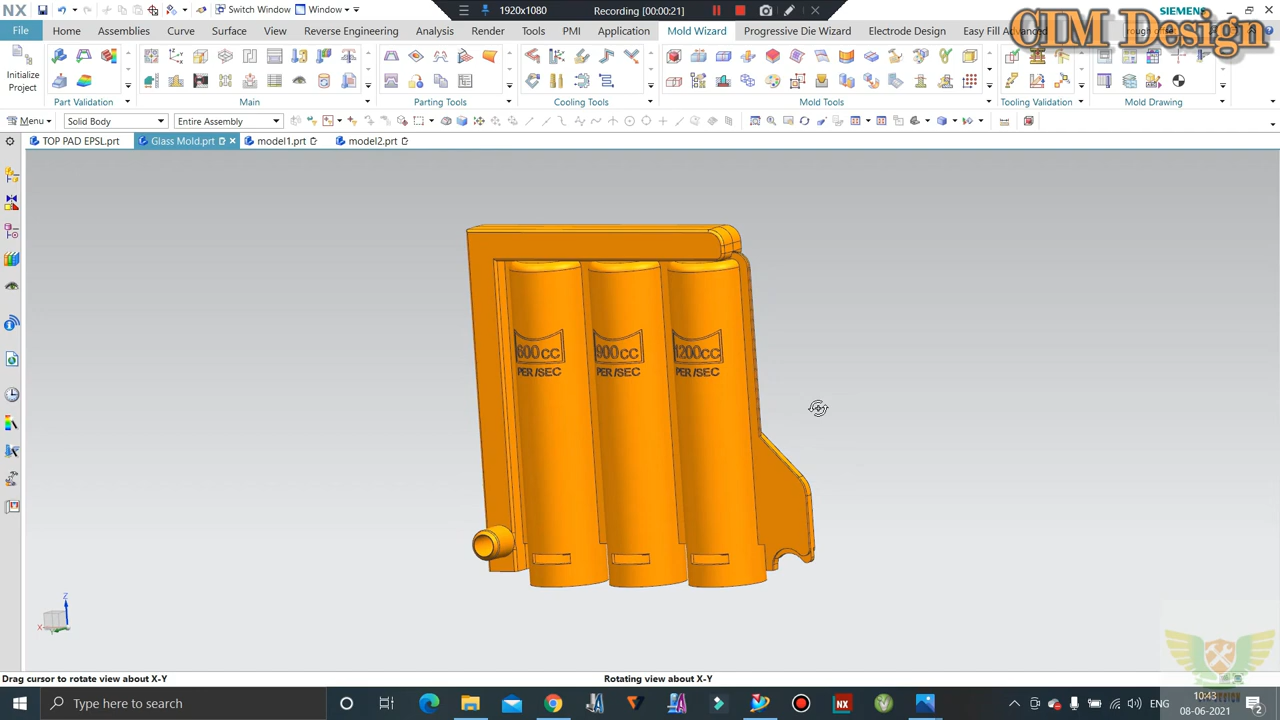 NX
Switch Window
Window
1920x1080
Recording [00:00:21]
SIEMENS
CIM Design
File
Home
Assemblies
Curve
Surface
View
Reverse Engineering
Analysis
Render
Tools
PMI
Application
Mold Wizard
Progressive Die Wizard
Electrode Design
Easy Fill Advanced
Initialize
Project
Part Validation
Main
Parting Tools
Cooling Tools
Mold Tools
Tooling Validation
Mold Drawing
Menu
Solid Body
Entire Assembly
TOP PAD EPSL.prt
Glass Mold.prt
model1.prt
model2.prt
600CC
PER /SEC
900CC
PER /SEC
1200CC
PER /SEC
Z
X
Drag cursor to rotate view about X-Y
Rotating view about X-Y
Type here to search
NX
ENG
10:43
08-06-2021
2